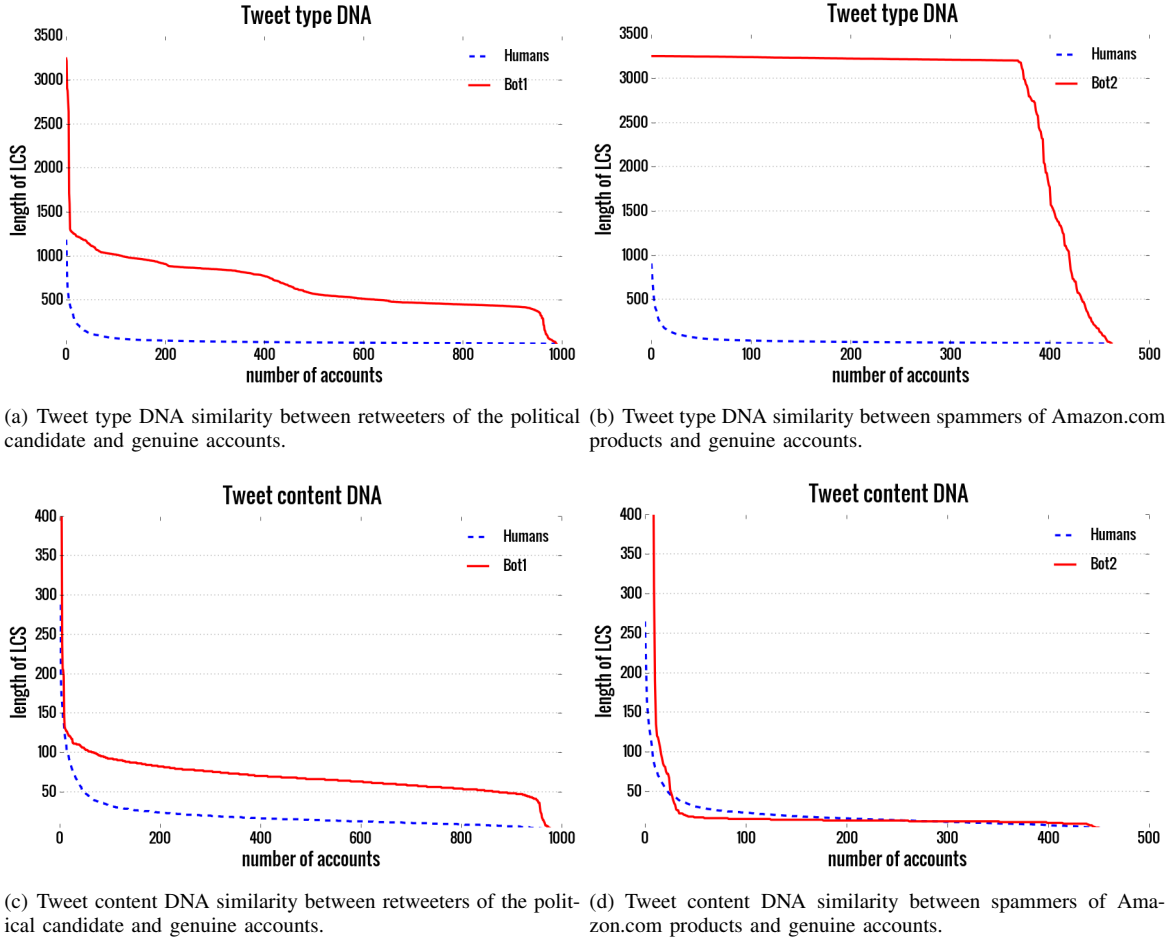 Tweet type DNA
3500
3000
2500
2000
1500
1000
500
length of LCS
Humans
Bot1
0 200 400 600 800 1000
number of accounts
(a) Tweet type DNA similarity between retweeters of the political
candidate and genuine accounts.
Tweet type DNA
3500
3000
2500
2000
1500
1000
500
length of LCS
Humans
Bot2
0 100 200 300 400 500
number of accounts
(b) Tweet type DNA similarity between spammers of Amazon.com
products and genuine accounts.
Tweet content DNA
400
350
300
250
200
150
100
50
length of LCS
Humans
Bot1
0 200 400 600 800 1000
number of accounts
(c) Tweet content DNA similarity between retweeters of the polit-
ical candidate and genuine accounts.
Tweet content DNA
400
350
300
250
200
150
100
50
length of LCS
Humans
Bot2
0 100 200 300 400 500
number of accounts
(d) Tweet content DNA similarity between spammers of Ama-
zon.com products and genuine accounts.